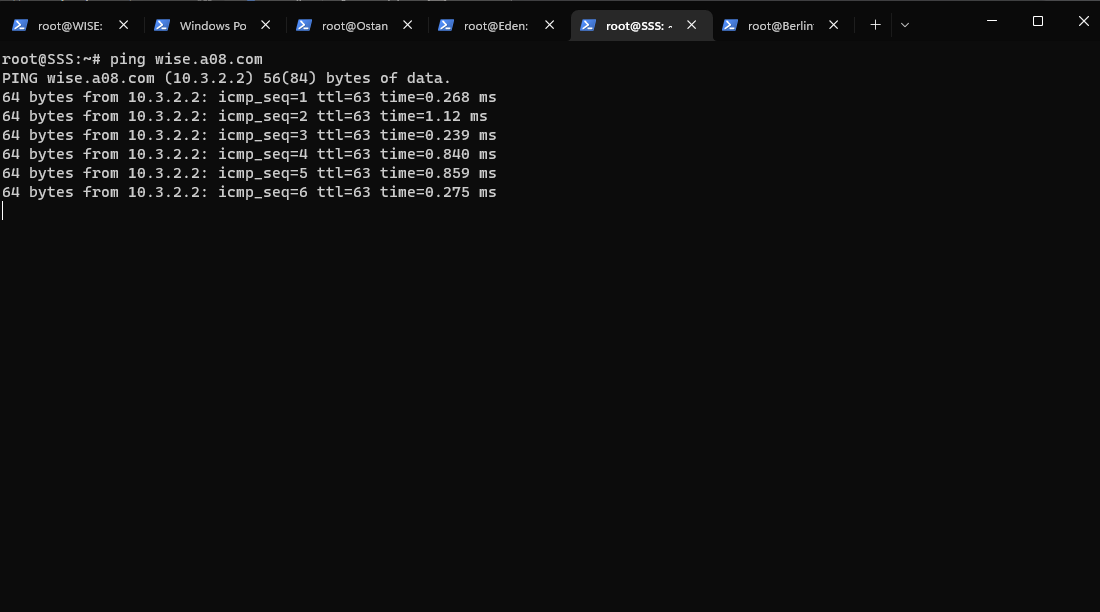 root@WISE: Windows Po root@Ostan root@Eden: root@SSS: ~ root@Berlin
root@SSS:~# ping wise.a08.com
PING wise.a08.com (10.3.2.2) 56(84) bytes of data.
64 bytes from 10.3.2.2: icmp_seq=1 ttl=63 time=0.268 ms
64 bytes from 10.3.2.2: icmp_seq=2 ttl=63 time=1.12 ms
64 bytes from 10.3.2.2: icmp_seq=3 ttl=63 time=0.239 ms
64 bytes from 10.3.2.2: icmp_seq=4 ttl=63 time=0.840 ms
64 bytes from 10.3.2.2: icmp_seq=5 ttl=63 time=0.859 ms
64 bytes from 10.3.2.2: icmp_seq=6 ttl=63 time=0.275 ms